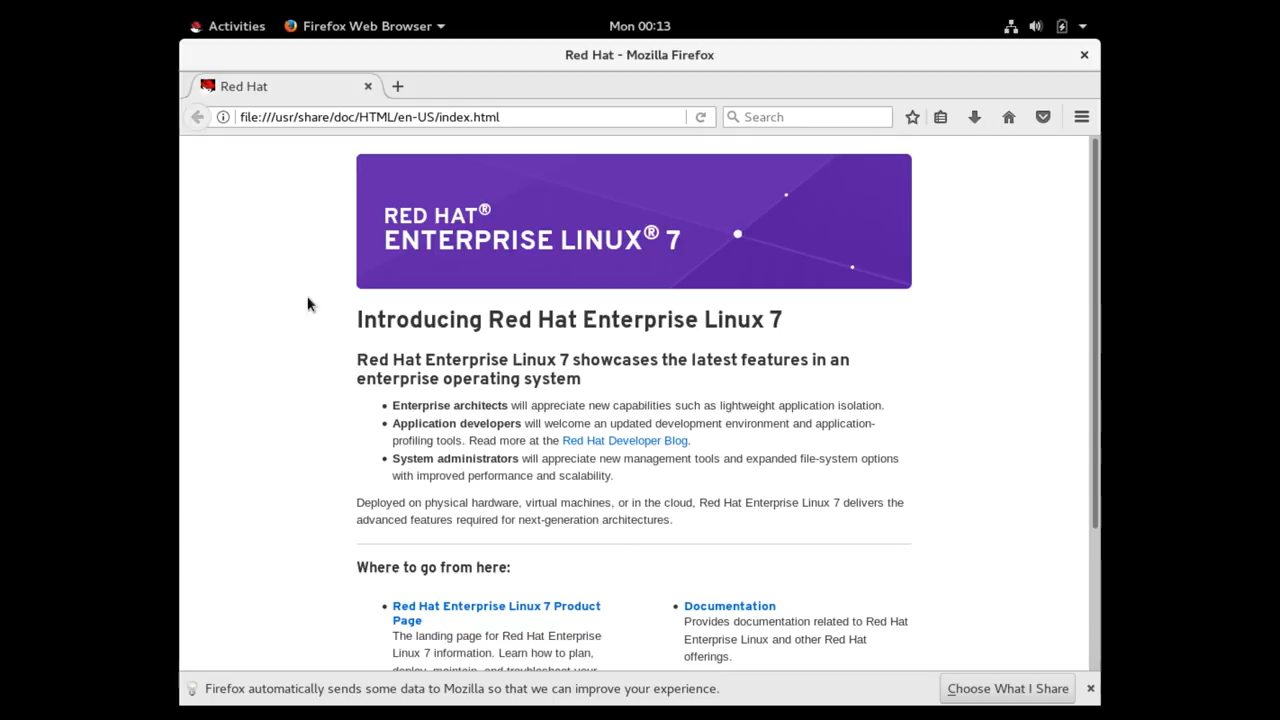 Activities Firefox Web Browser Mon 00:13
Red Hat - Mozilla Firefox
Red Hat
file:///usr/share/doc/HTML/en-US/index.html Search
RED HAT®
ENTERPRISE LINUX® 7
Introducing Red Hat Enterprise Linux 7
Red Hat Enterprise Linux 7 showcases the latest features in an
enterprise operating system
• Enterprise architects will appreciate new capabilities such as lightweight application isolation.
• Application developers will welcome an updated development environment and application-
profiling tools. Read more at the Red Hat Developer Blog.
• System administrators will appreciate new management tools and expanded file-system options
with improved performance and scalability.
Deployed on physical hardware, virtual machines, or in the cloud, Red Hat Enterprise Linux 7 delivers the
advanced features required for next-generation architectures.
Where to go from here:
• Red Hat Enterprise Linux 7 Product
Page
The landing page for Red Hat Enterprise
Linux 7 information. Learn how to plan,
deploy, maintain, and troubleshoot your
• Documentation
Provides documentation related to Red Hat
Enterprise Linux and other Red Hat
offerings.
Firefox automatically sends some data to Mozilla so that we can improve your experience. Choose What I Share